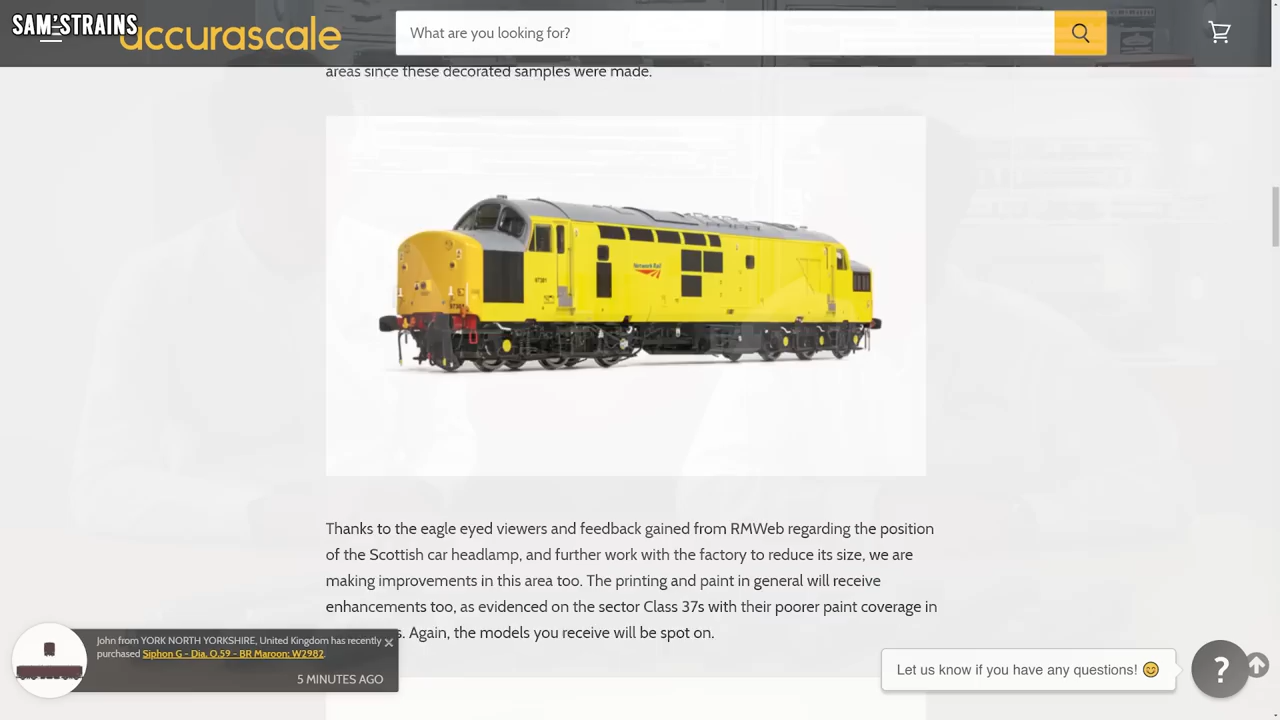 SAM'S TRAINS
accurascale
What are you looking for?
areas since these decorated samples were made.
Network Rail
Thanks to the eagle eyed viewers and feedback gained from RMWeb regarding the position
of the Scottish car headlamp, and further work with the factory to reduce its size, we are
making improvements in this area too. The printing and paint in general will receive
enhancements too, as evidenced on the sector Class 37s with their poorer paint coverage in
s. Again, the models you receive will be spot on.
John from YORK NORTH YORKSHIRE, United Kingdom has recently
purchased Siphon G - Dia. O.59 - BR Maroon: W2982.
5 MINUTES AGO
Let us know if you have any questions! 😊
?